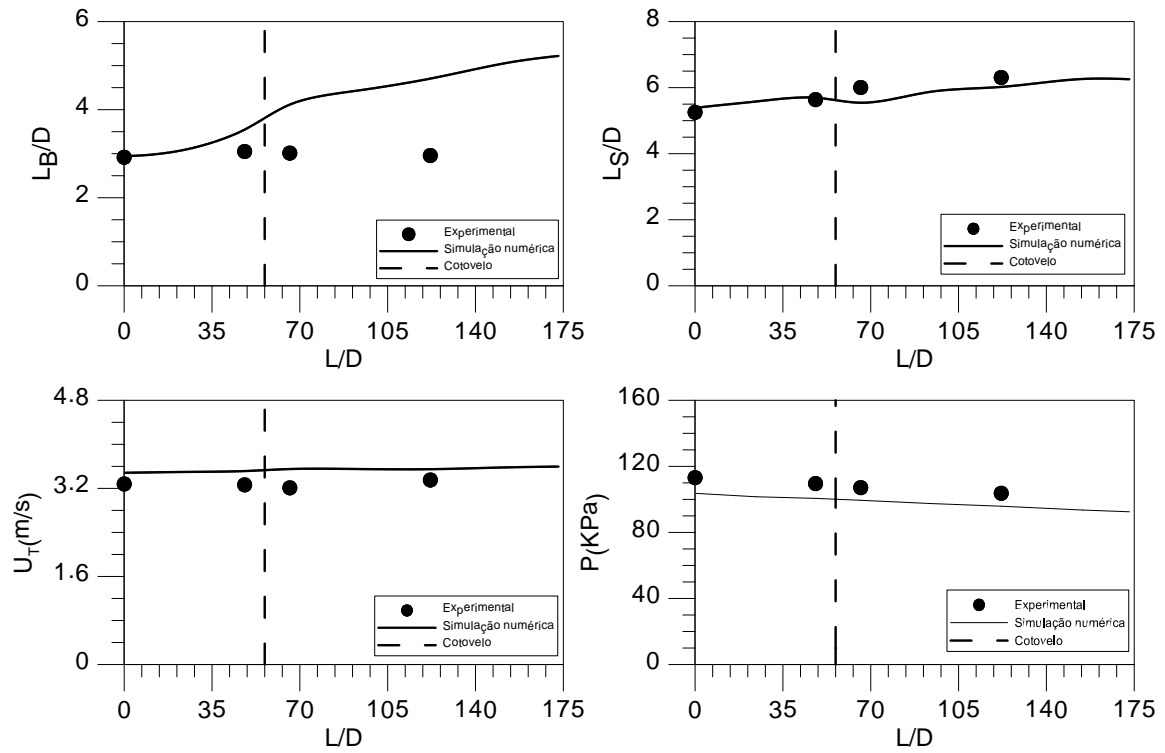 6
4
2
0
L_B/D
Experimental
Simulação numérica
Cotovelo
0 35 70 105 140 175
L/D
8
6
4
2
0
L_S/D
Experimental
Simulação numérica
Cotovelo
0 35 70 105 140 175
L/D
4.8
3.2
1.6
0
U_T(m/s)
Experimental
Simulação numérica
Cotovelo
0 35 70 105 140 175
L/D
160
120
80
40
0
P(KPa)
Experimental
Simulação numérica
Cotovelo
0 35 70 105 140 175
L/D